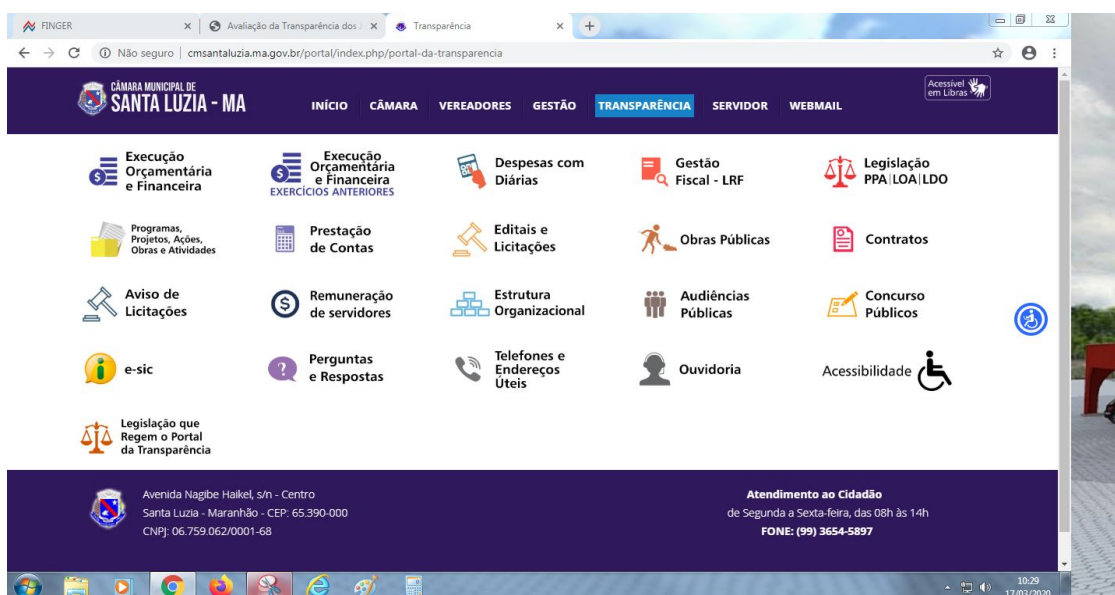 FINGER
Avaliação da Transparência dos
Transparência
Não seguro | cmsantaluzia.ma.gov.br/portal/index.php/portal-da-transparencia
CÂMARA MUNICIPAL DE
SANTA LUZIA - MA
INÍCIO CÂMARA VEREADORES GESTÃO TRANSPARÊNCIA SERVIDOR WEBMAIL
Acessível
em Libras
Execução
Orçamentária
e Financeira
Execução
Orçamentária
e Financeira
EXERCÍCIOS ANTERIORES
Despesas com
Diárias
Gestão
Fiscal - LRF
Legislação
PPA|LOA|LDO
Programas,
Projetos, Ações,
Obras e Atividades
Prestação
de Contas
Editais e
Licitações
Obras Públicas
Contratos
Aviso de
Licitações
Remuneração
de servidores
Estrutura
Organizacional
Audiências
Públicas
Concurso
Públicos
e-sic
Perguntas
e Respostas
Telefones e
Endereços
Úteis
Ouvidoria
Acessibilidade
Legislação que
Regem o Portal
da Transparência
Avenida Nagibe Haikel, s/n - Centro
Santa Luzia - Maranhão - CEP: 65.390-000
CNPJ: 06.759.062/0001-68
Atendimento ao Cidadão
de Segunda a Sexta-feira, das 08h às 14h
FONE: (99) 3654-5897
10:29
17/03/2020